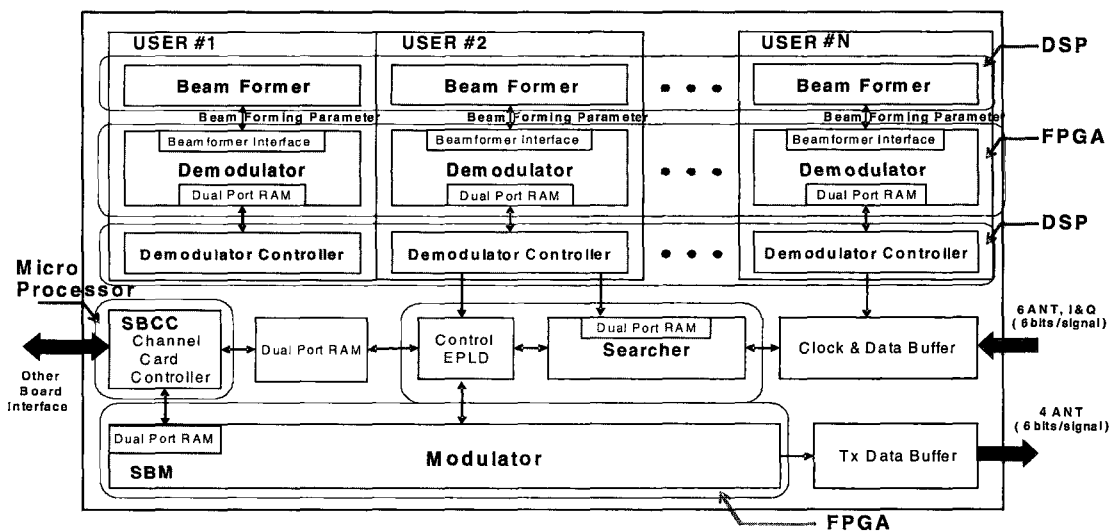 USER #1
USER #2
USER #N
DSP
Beam Former
Beam Former
Beam Former
Beam Forming Parameter
Beam Forming Parameter
Beam Forming Parameter
Beamformer Interface
Beamformer Interface
Beamformer Interface
FPGA
Demodulator
Demodulator
Demodulator
Dual Port RAM
Dual Port RAM
Dual Port RAM
DSP
Demodulator Controller
Demodulator Controller
Demodulator Controller
Micro
Processor
SBCC
Channel
Card
Controller
Dual Port RAM
Control
EPLD
Dual Port RAM
Searcher
Clock & Data Buffer
6 ANT, I&Q
(6bits/signal)
Other
Board
Interface
Dual Port RAM
SBM
Modulator
Tx Data Buffer
4 ANT
(6bits/signal)
FPGA